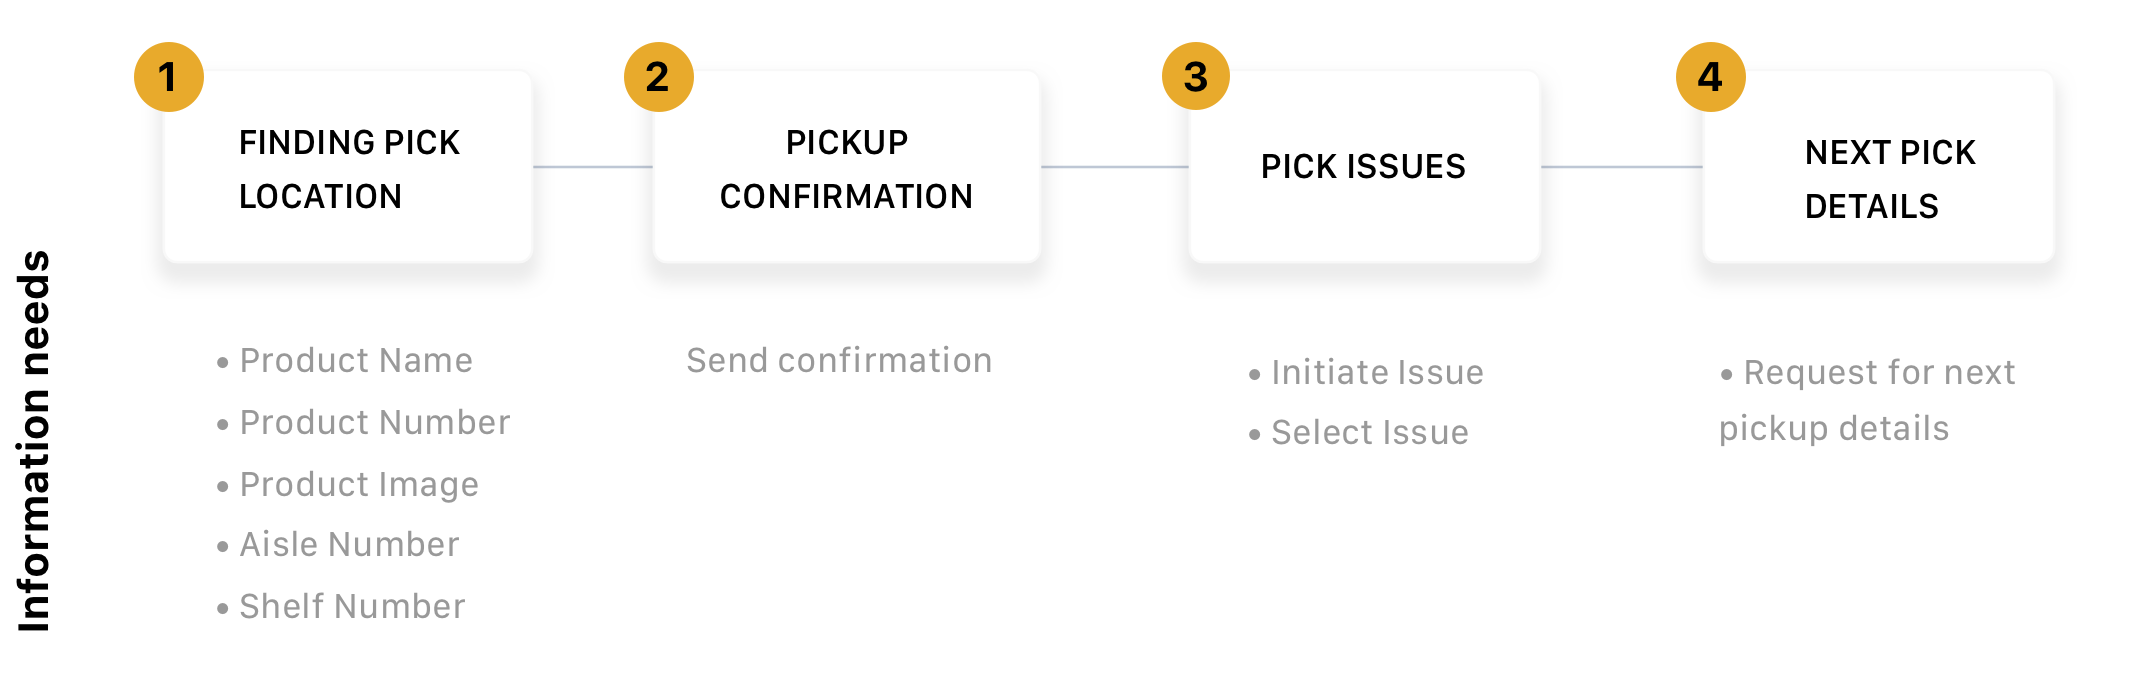 1
FINDING PICK
LOCATION
2
PICKUP
CONFIRMATION
3
PICK ISSUES
4
NEXT PICK
DETAILS
Information needs
• Product Name
• Product Number
• Product Image
• Aisle Number
• Shelf Number
Send confirmation
• Initiate Issue
• Select Issue
• Request for next
pickup details